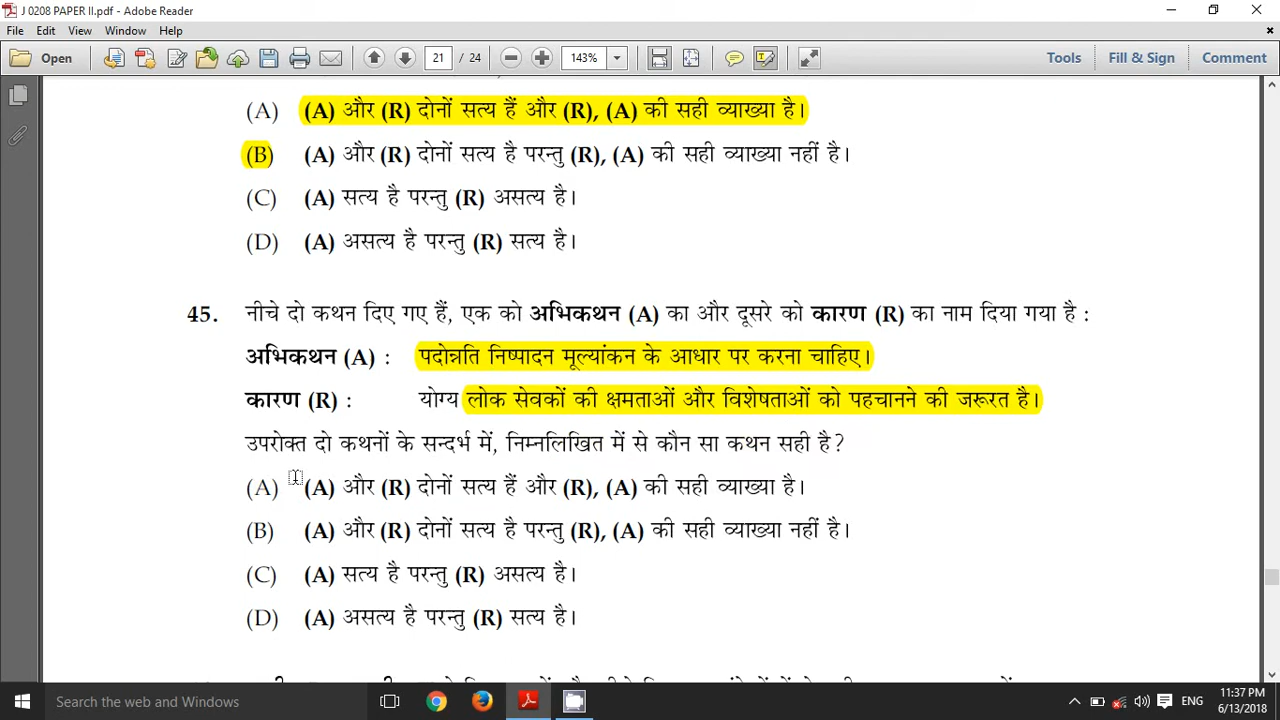 J 0208 PAPER II.pdf - Adobe Reader
File Edit View Window Help
Open 21 / 24 143% Tools Fill & Sign Comment
(A) (A) और (R) दोनों सत्य हैं और (R), (A) की सही व्याख्या है।
(B) (A) और (R) दोनों सत्य है परन्तु (R), (A) की सही व्याख्या नहीं है।
(C) (A) सत्य है परन्तु (R) असत्य है।
(D) (A) असत्य है परन्तु (R) सत्य है।
45. नीचे दो कथन दिए गए हैं, एक को अभिकथन (A) का और दूसरे को कारण (R) का नाम दिया गया है :
अभिकथन (A) : पदोन्नति निष्पादन मूल्यांकन के आधार पर करना चाहिए।
कारण (R) : योग्य लोक सेवकों की क्षमताओं और विशेषताओं को पहचानने की जरूरत है।
उपरोक्त दो कथनों के सन्दर्भ में, निम्नलिखित में से कौन सा कथन सही है?
(A) (A) और (R) दोनों सत्य हैं और (R), (A) की सही व्याख्या है।
(B) (A) और (R) दोनों सत्य है परन्तु (R), (A) की सही व्याख्या नहीं है।
(C) (A) सत्य है परन्तु (R) असत्य है।
(D) (A) असत्य है परन्तु (R) सत्य है।
Search the web and Windows
ENG
11:37 PM
6/13/2018